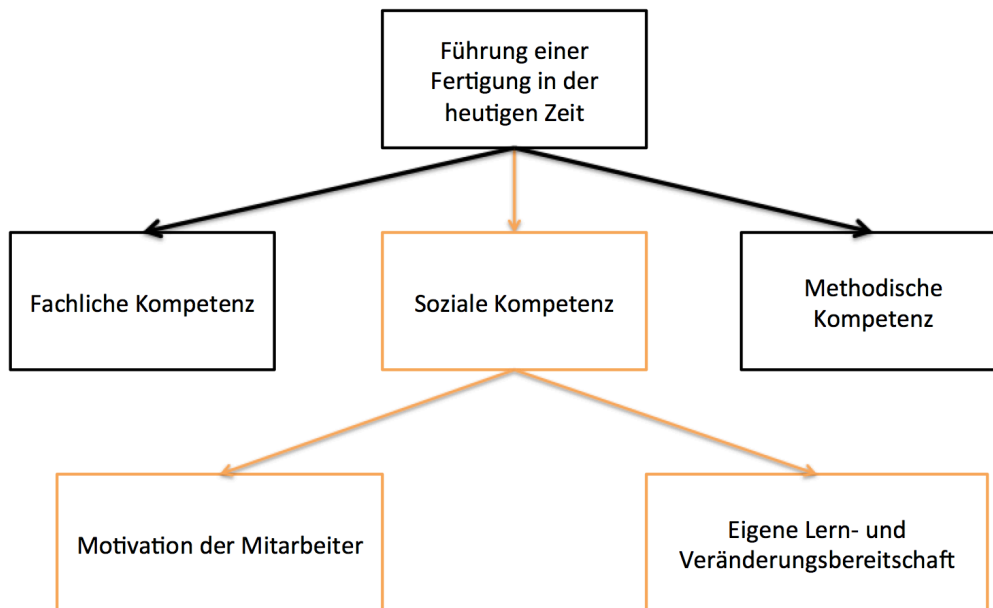 Führung einer
Fertigung in der
heutigen Zeit
Fachliche Kompetenz
Soziale Kompetenz
Methodische
Kompetenz
Motivation der Mitarbeiter
Eigene Lern- und
Veränderungsbereitschaft